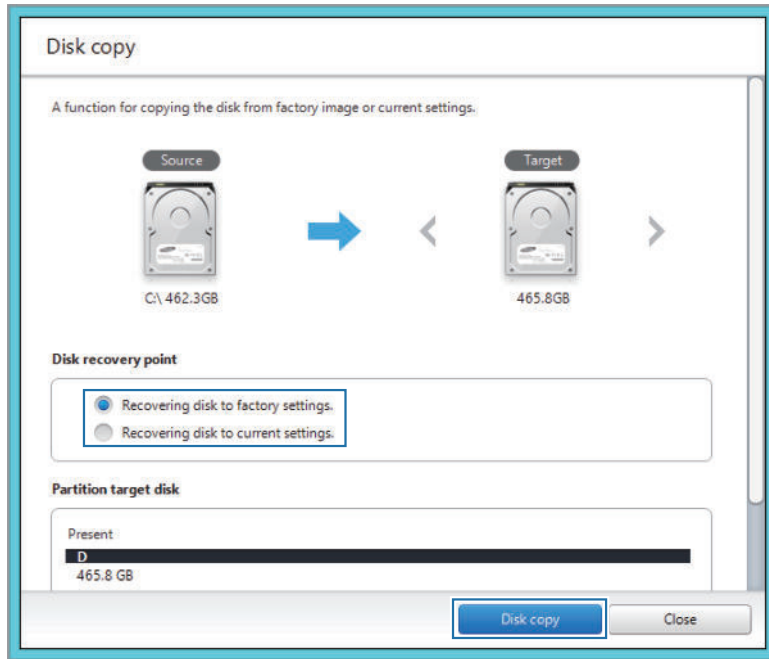 Disk copy
A function for copying the disk from factory image or current settings.
Source
Target
C:\ 462.3GB
465.8GB
Disk recovery point
Recovering disk to factory settings.
Recovering disk to current settings.
Partition target disk
Present
D
465.8 GB
Disk copy
Close